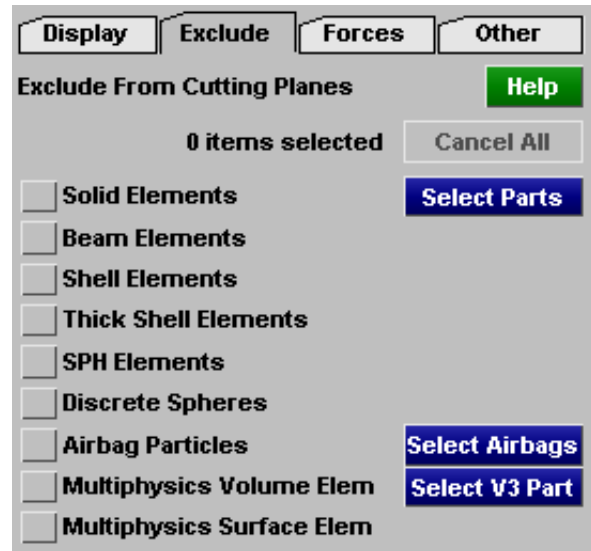 Display Exclude Forces Other
Exclude From Cutting Planes Help
0 items selected Cancel All
Solid Elements Select Parts
Beam Elements
Shell Elements
Thick Shell Elements
SPH Elements
Discrete Spheres
Airbag Particles Select Airbags
Multiphysics Volume Elem Select V3 Part
Multiphysics Surface Elem